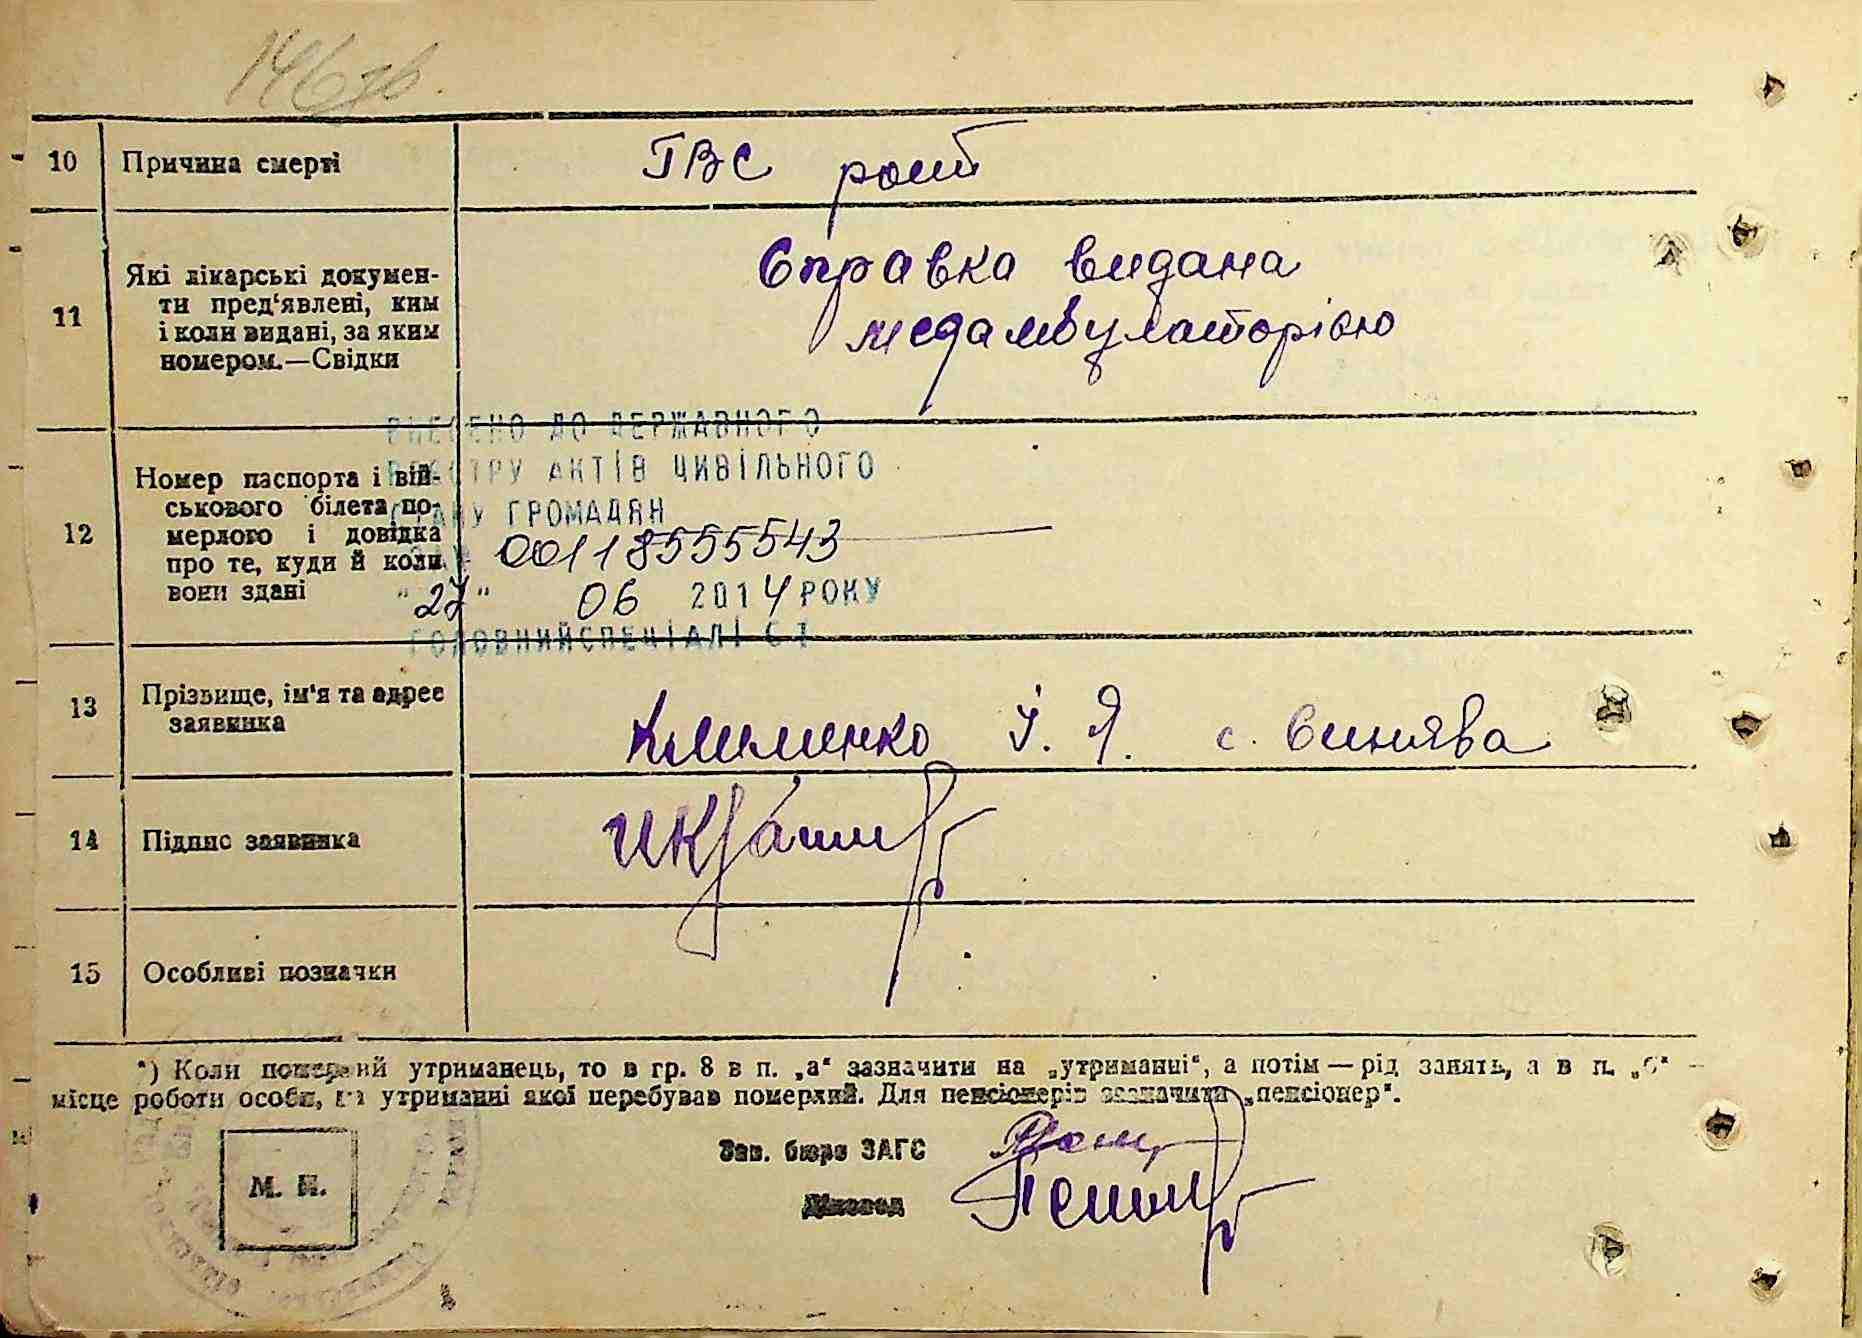 146 зв.
10 Причина смерті ТВС
11 Які лікарські докумен-
ти пред'явлені, ким
і коли видані, за яким
номером.—Свідки
Справка видана
медамбулаторією
12 Номер паспорта і вій-
ськового білета по-
мерлого і довідка
про те, куди й коли
вони здані
ВНЕСЕНО ДО ДЕРЖАВНОГО
РЕЄСТРУ АКТІВ ЦИВІЛЬНОГО
СТАНУ ГРОМАДЯН
00118555543
"27" 06 2014 РОКУ
ГОЛОВНИЙ СПЕЦІАЛІСТ
13 Прізвище, ім'я та адрес
заявника
Клименко І. Я. с. Синява
14 Підпис заявника
15 Особливі позначки
*) Коли померлий утриманець, то в гр. 8 в п. „а“ зазначити на „утриманні“, а потім — рід занять, а в п. „б“ –
місце роботи особи, на утриманні якої перебував померлий. Для пенсіонерів зазначити „пенсіонер“.
Зав. бюро ЗАГС
Діловод
М. П.